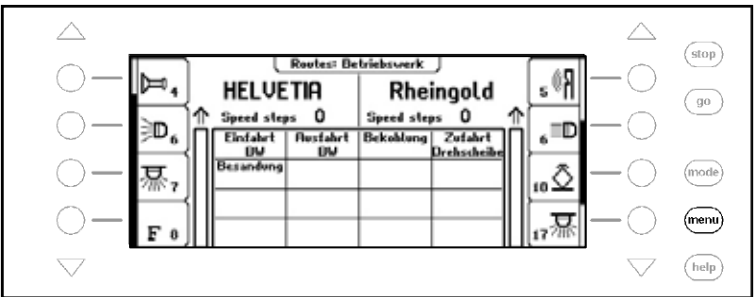 Routes: Betriebswerk
HELVETIA
Rheingold
Speed steps 0
Speed steps 0
Einfahrt BW
Ausfahrt BW
Bekohlung
Zufahrt Drehscheibe
Besandung
4
6
7
F 0
5
6
10
17
stop
go
mode
menu
help